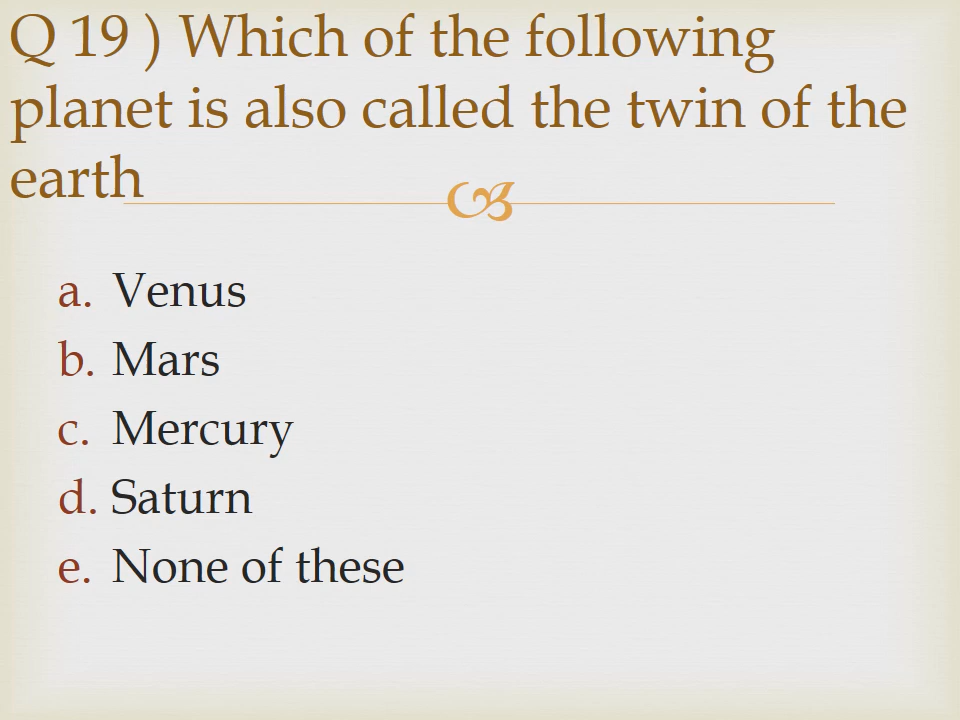 Q 19 ) Which of the following
planet is also called the twin of the
earth
a. Venus
b. Mars
c. Mercury
d. Saturn
e. None of these